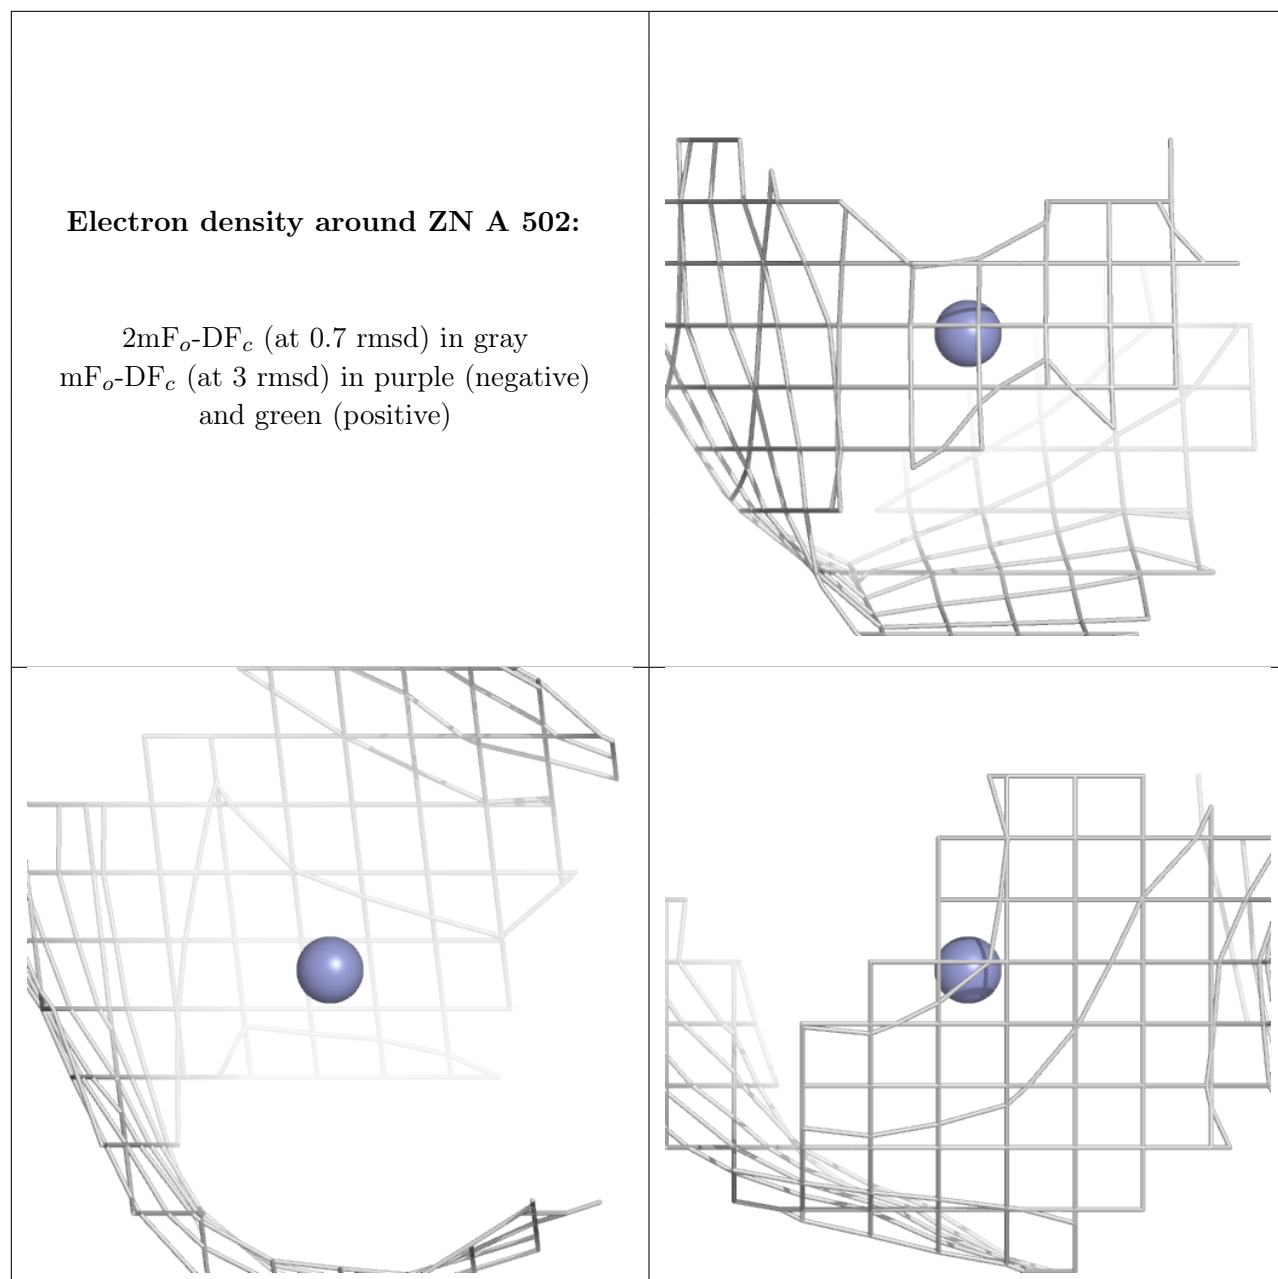 Electron density around ZN A 502:
2mFo-DFc (at 0.7 rmsd) in gray
mFo-DFc (at 3 rmsd) in purple (negative)
and green (positive)